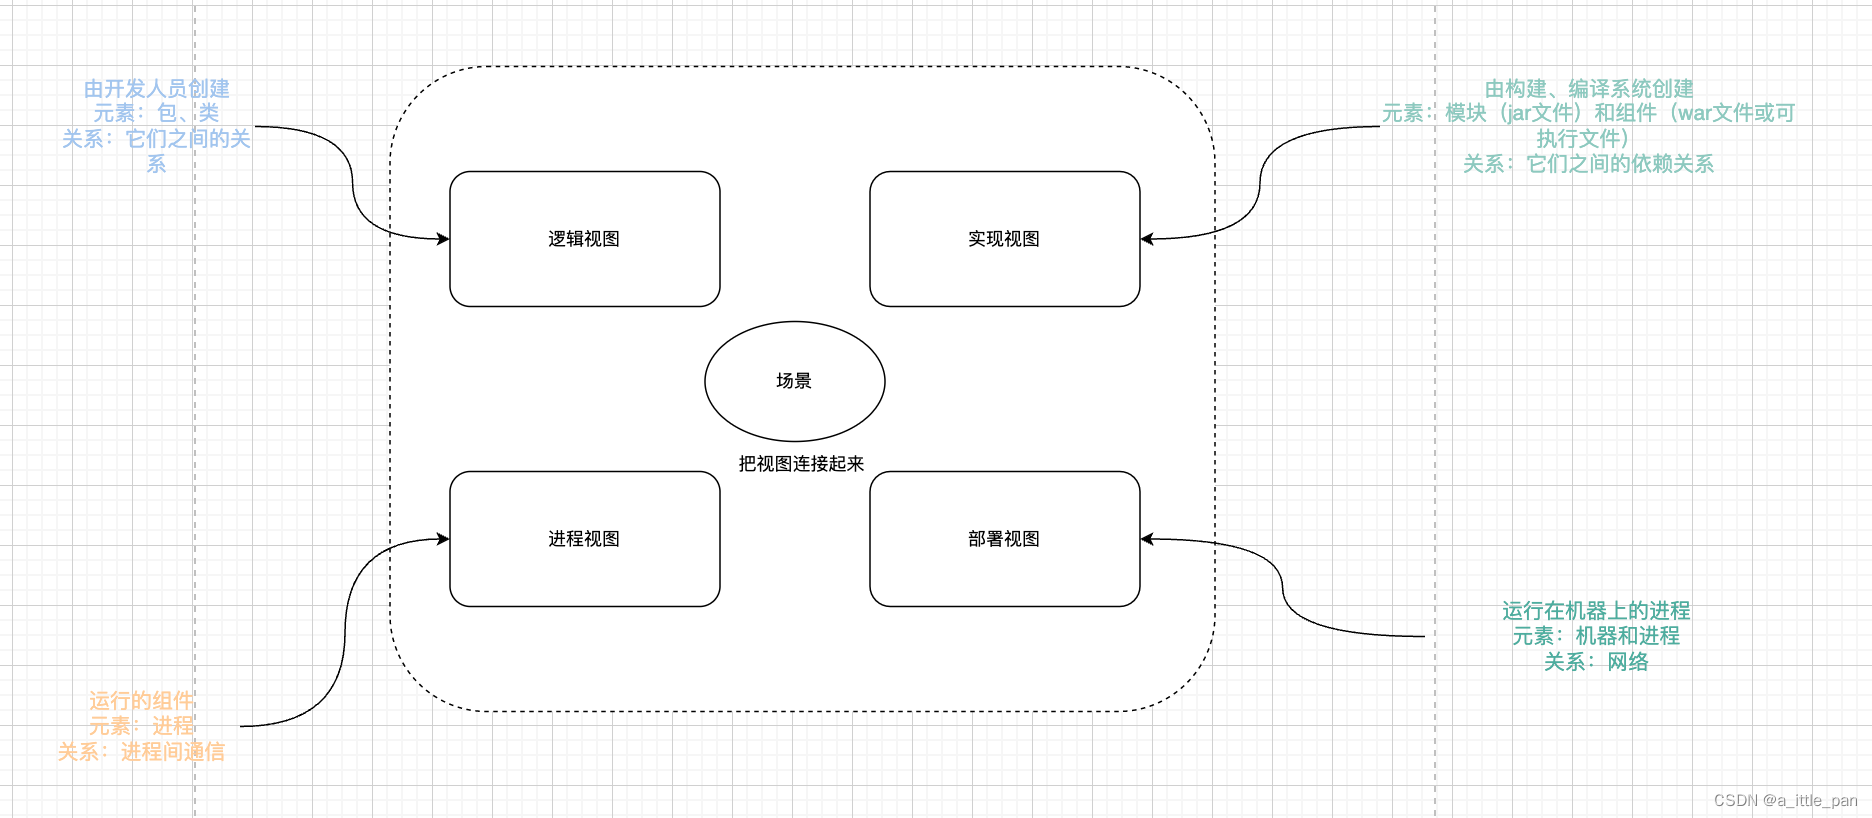 由开发人员创建
元素：包、类
关系：它们之间的关
系
由构建、编译系统创建
元素：模块（jar文件）和组件（war文件或可
执行文件）
关系：它们之间的依赖关系
逻辑视图
实现视图
场景
把视图连接起来
进程视图
部署视图
运行的组件
元素：进程
关系：进程间通信
运行在机器上的进程
元素：机器和进程
关系：网络
CSDN @a_ittle_pan